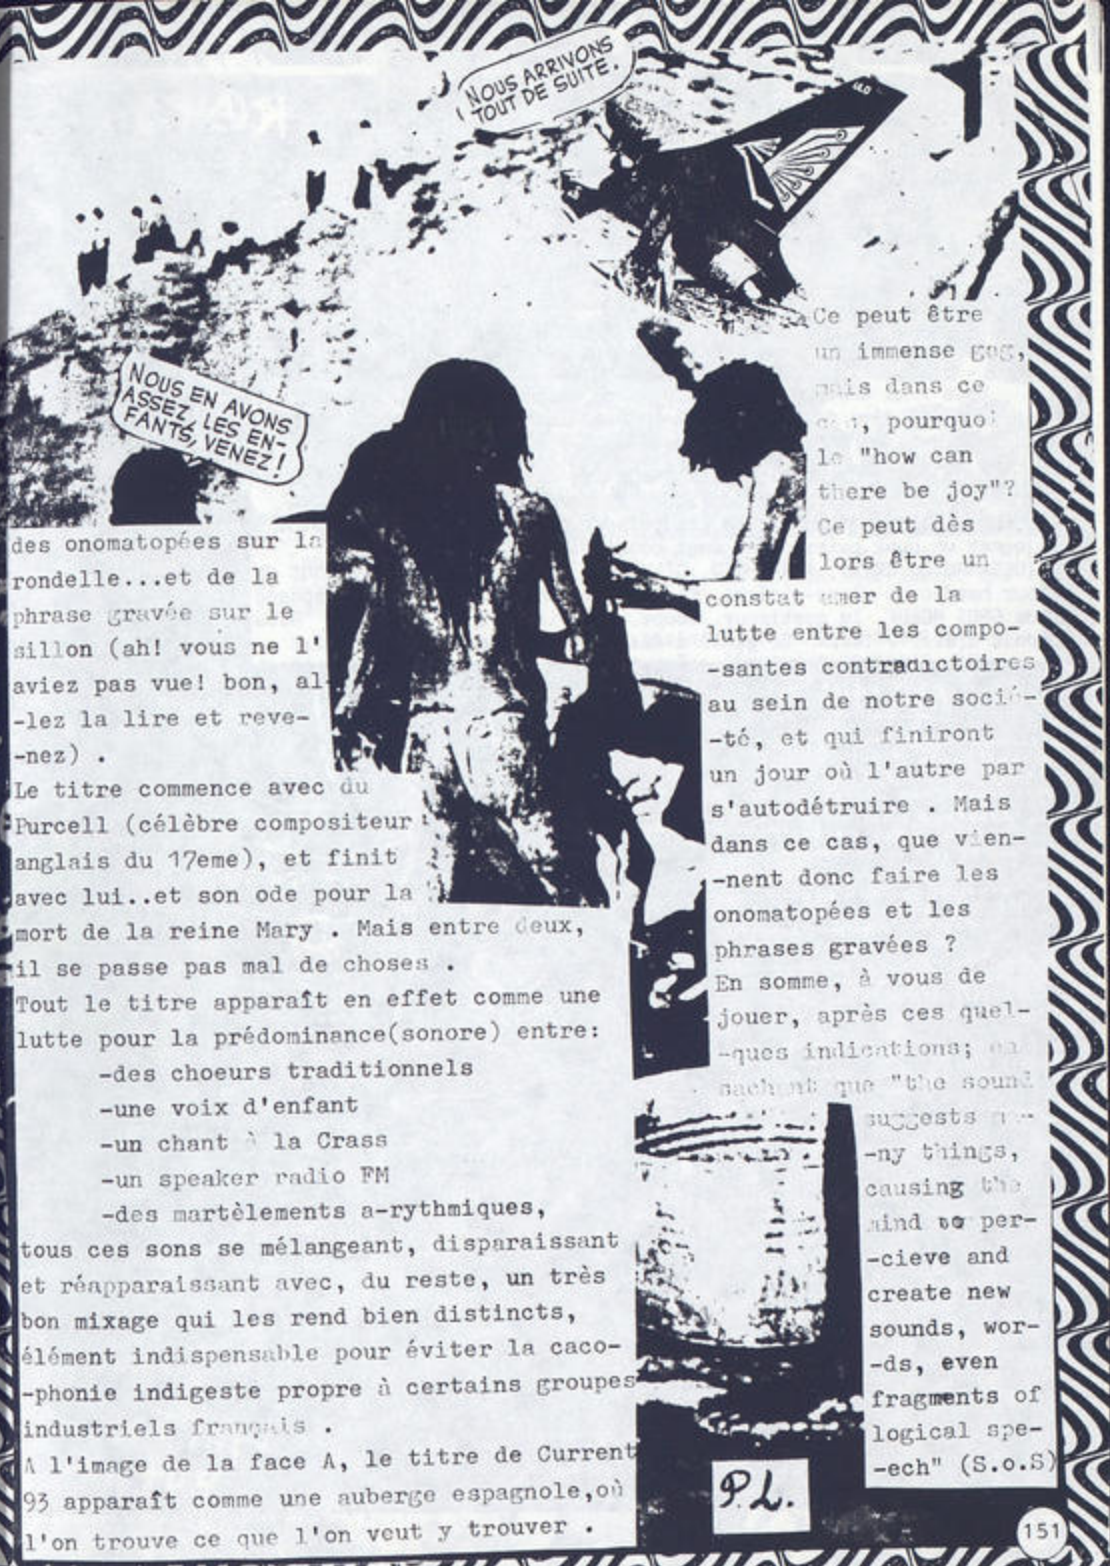 NOUS ARRIVONS
TOUT DE SUITE.
NOUS EN AVONS
ASSEZ, LES EN-
FANTS, VENEZ!
des onomatopées sur la
rondelle...et de la
phrase gravée sur le
sillon (ah! vous ne l'
aviez pas vue! bon, al
-lez la lire et reve-
-nez) .
Le titre commence avec du
Purcell (célèbre compositeur
anglais du 17eme), et finit
avec lui..et son ode pour la
mort de la reine Mary . Mais entre deux,
il se passe pas mal de choses .
Tout le titre apparaît en effet comme une
lutte pour la prédominance(sonore) entre:
-des choeurs traditionnels
-une voix d'enfant
-un chant à la Crass
-un speaker radio FM
-des martèlements a-rythmiques,
tous ces sons se mélangeant, disparaissant
et réapparaissant avec, du reste, un très
bon mixage qui les rend bien distincts,
élément indispensable pour éviter la caco-
-phonie indigeste propre à certains groupes
industriels français .
A l'image de la face A, le titre de Current
93 apparaît comme une auberge espagnole,où
l'on trouve ce que l'on veut y trouver .
Ce peut être
un immense gag,
mais dans ce
cas, pourquoi
le "how can
there be joy"?
Ce peut dès
lors être un
constat amer de la
lutte entre les compo-
-santes contradictoires
au sein de notre socié-
-té, et qui finiront
un jour où l'autre par
s'autodétruire . Mais
dans ce cas, que vien-
-nent donc faire les
onomatopées et les
phrases gravées ?
En somme, à vous de
jouer, après ces quel-
-ques indications;
sachent que "the sound
suggests ma-
-ny things,
causing the
mind to per-
-cieve and
create new
sounds, wor-
-ds, even
fragments of
logical spe-
-ech" (S.o.S)
P.L.
151